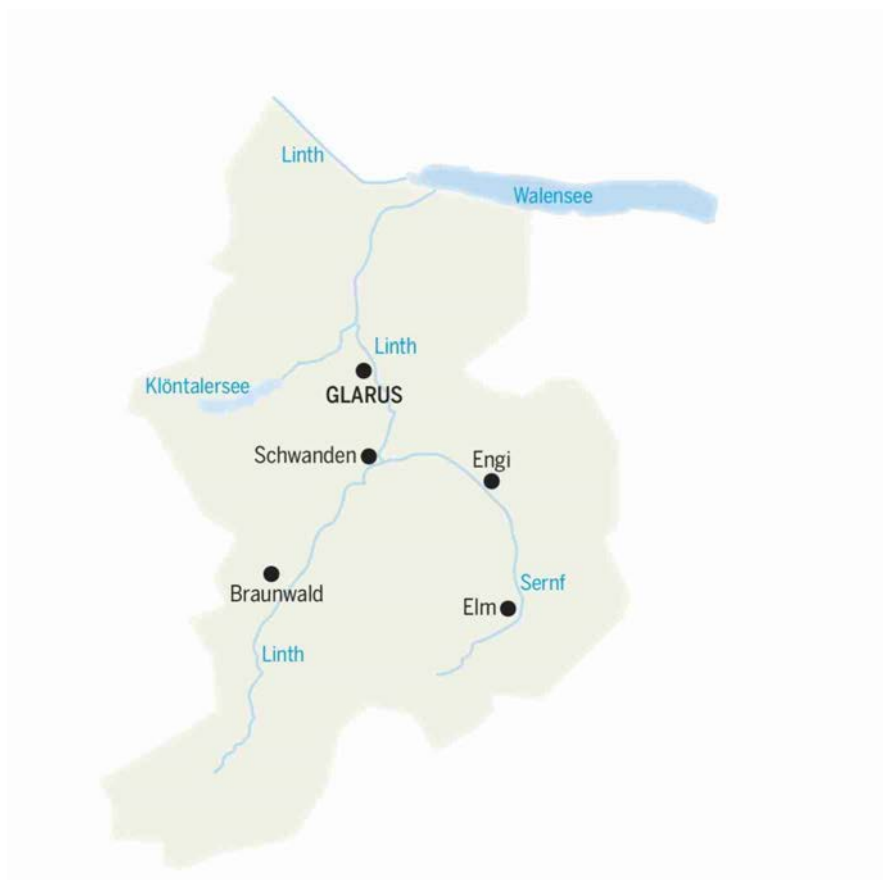 Linth
Walensee
Linth
Klöntalersee
GLARUS
Schwanden
Engi
Braunwald
Sernf
Elm
Linth